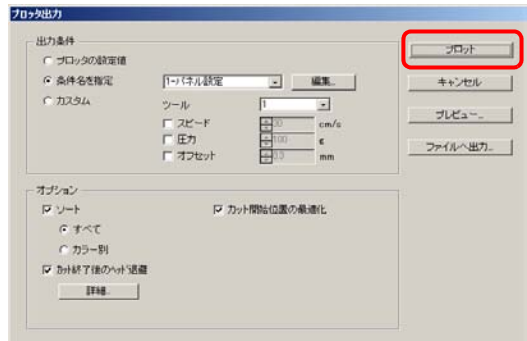 プロッタ出力
出力条件
プロッタの設定値
条件名を指定
1-パネル設定
編集..
カスタム
ツール
1
スピード
30
cm/s
圧力
100
g
オフセット
0.3
mm
プロット
キャンセル
プレビュー..
ファイルへ出力..
オプション
ソート
カット開始位置の最適化
すべて
カラー別
カット終了後のヘッド退避
詳細..